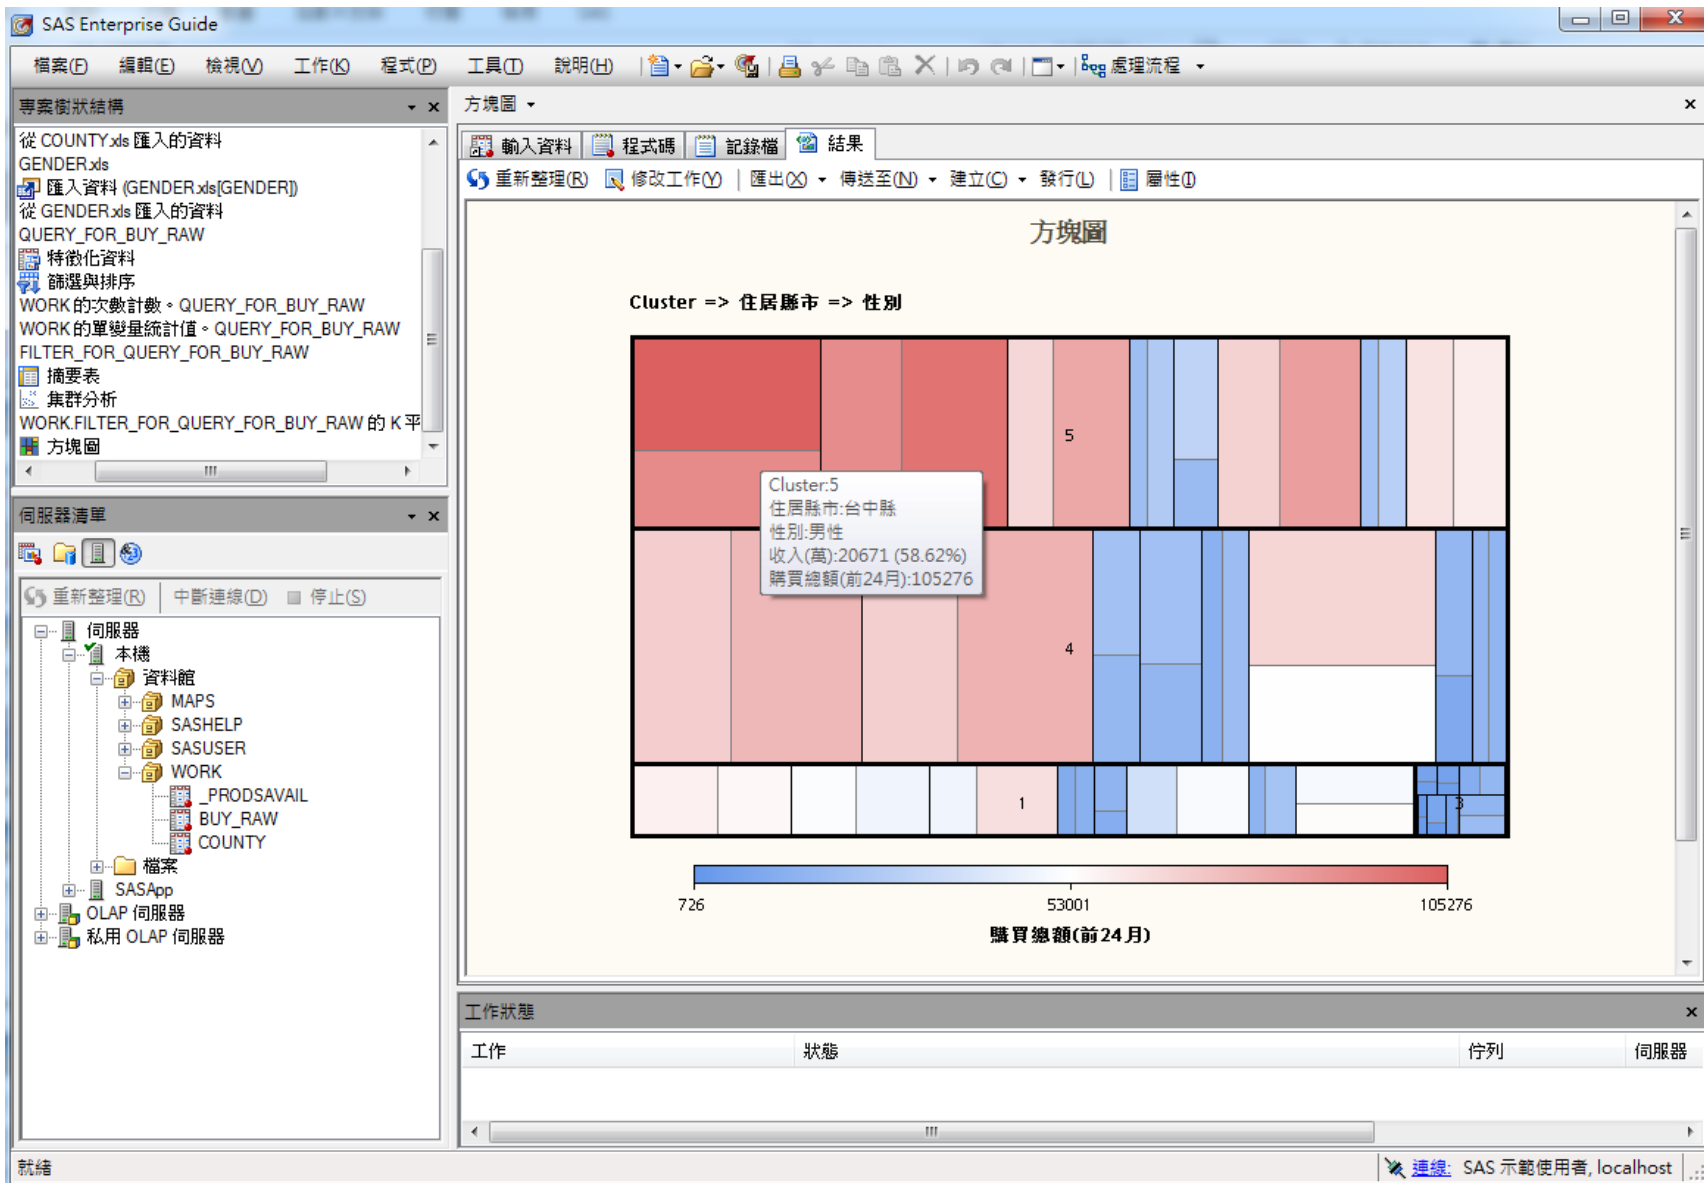 SAS Enterprise Guide
檔案(F) 編輯(E) 檢視(V) 工作(K) 程式(P) 工具(T) 說明(H) 處理流程
專案樹狀結構
從 COUNTY.xls 匯入的資料
GENDER.xls
匯入資料 (GENDER.xls[GENDER])
從 GENDER.xls 匯入的資料
QUERY_FOR_BUY_RAW
特徵化資料
篩選與排序
WORK 的次數計數。QUERY_FOR_BUY_RAW
WORK 的單變量統計值。QUERY_FOR_BUY_RAW
FILTER_FOR_QUERY_FOR_BUY_RAW
摘要表
集群分析
WORK.FILTER_FOR_QUERY_FOR_BUY_RAW 的 K 平
方塊圖
伺服器清單
重新整理(R) 中斷連線(D) 停止(S)
伺服器
本機
資料館
MAPS
SASHELP
SASUSER
WORK
_PRODSAVAIL
BUY_RAW
COUNTY
檔案
SASApp
OLAP 伺服器
私用 OLAP 伺服器
方塊圖
輸入資料 程式碼 記錄檔 結果
重新整理(R) 修改工作(Y) 匯出(X) 傳送至(N) 建立(C) 發行(L) 屬性(I)
方塊圖
Cluster => 住居縣市 => 性別
5
Cluster:5
住居縣市:台中縣
性別:男性
收入(萬):20671 (58.62%)
購買總額(前24月):105276
4
1
3
726 53001 105276
購買總額(前24月)
工作狀態
工作 狀態 佇列 伺服器
就緒
連線: SAS 示範使用者, localhost